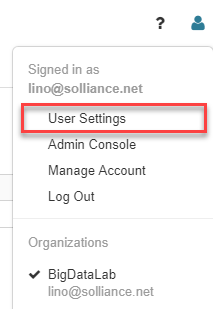 ?
Signed in as
lino@solliance.net
User Settings
Admin Console
Manage Account
Log Out
Organizations
BigDataLab
lino@solliance.net